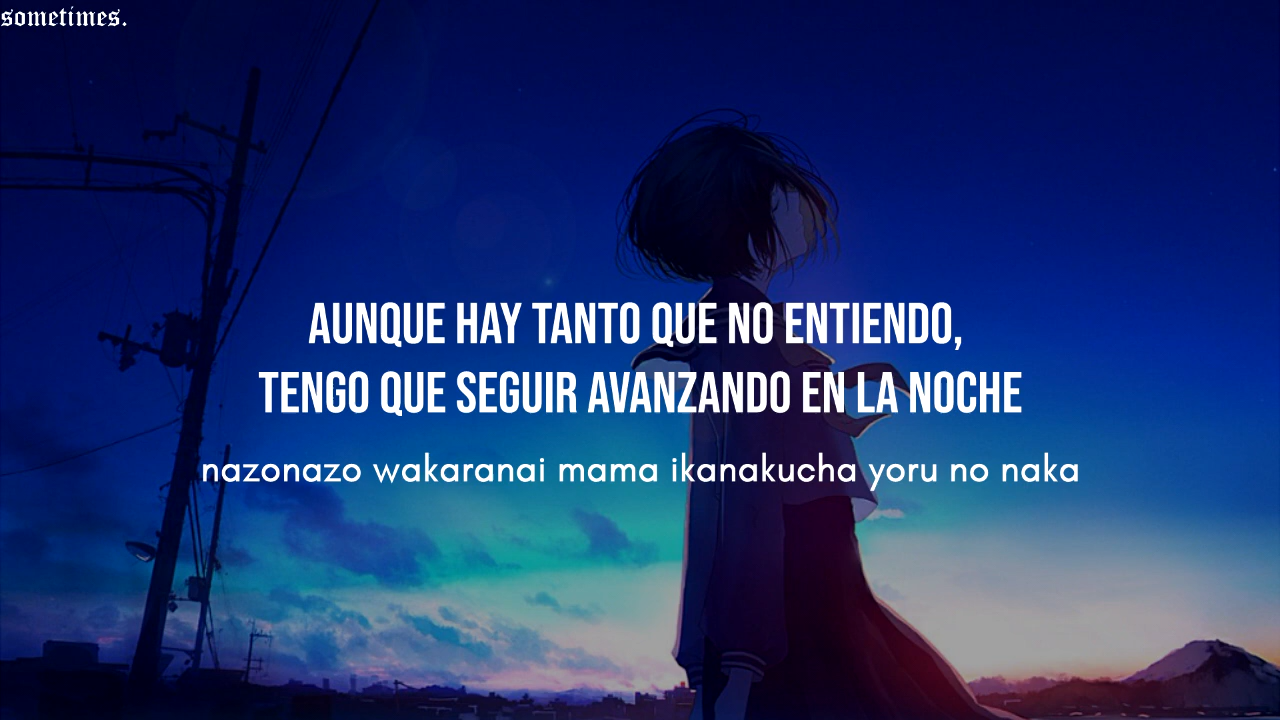 sometimes.
AUNQUE HAY TANTO QUE NO ENTIENDO,
TENGO QUE SEGUIR AVANZANDO EN LA NOCHE
nazonazo wakaranai mama ikanakucha yoru no naka